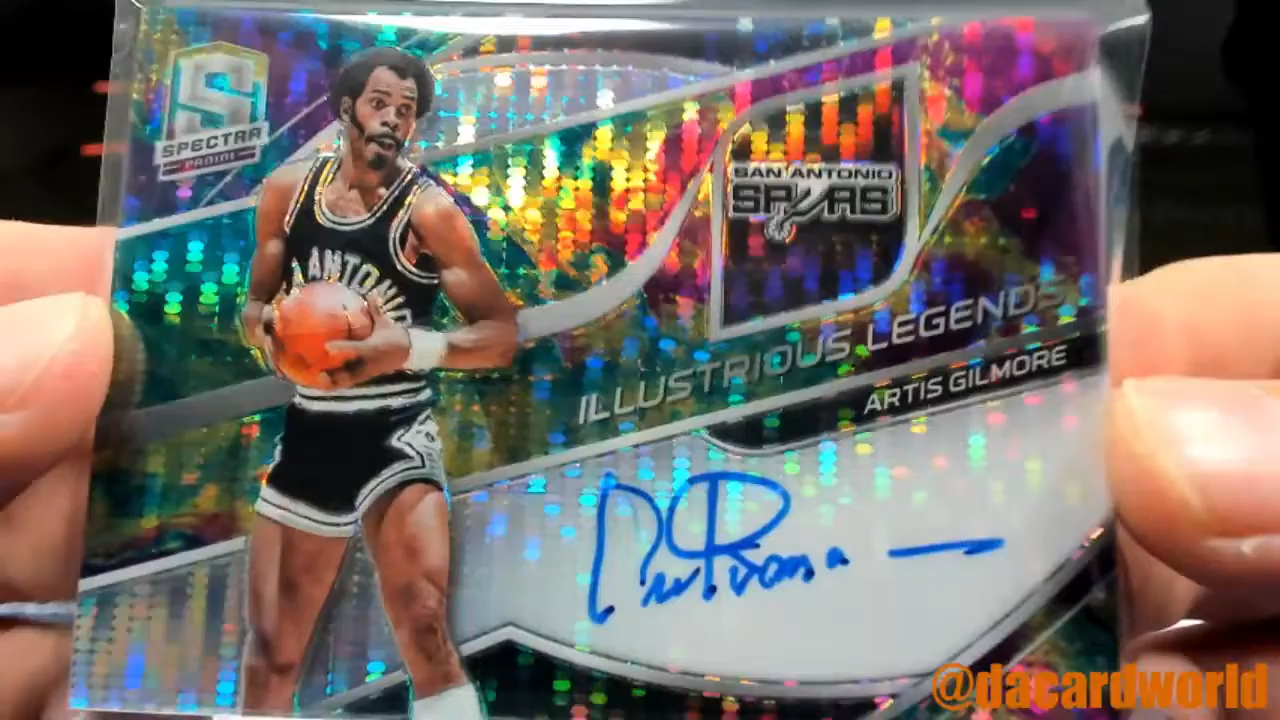 S
SPECTRA
PANINI
SAN ANTONIO
SPURS
ANTONIO
ILLUSTRIOUS LEGENDS
ARTIS GILMORE
@dacardworld